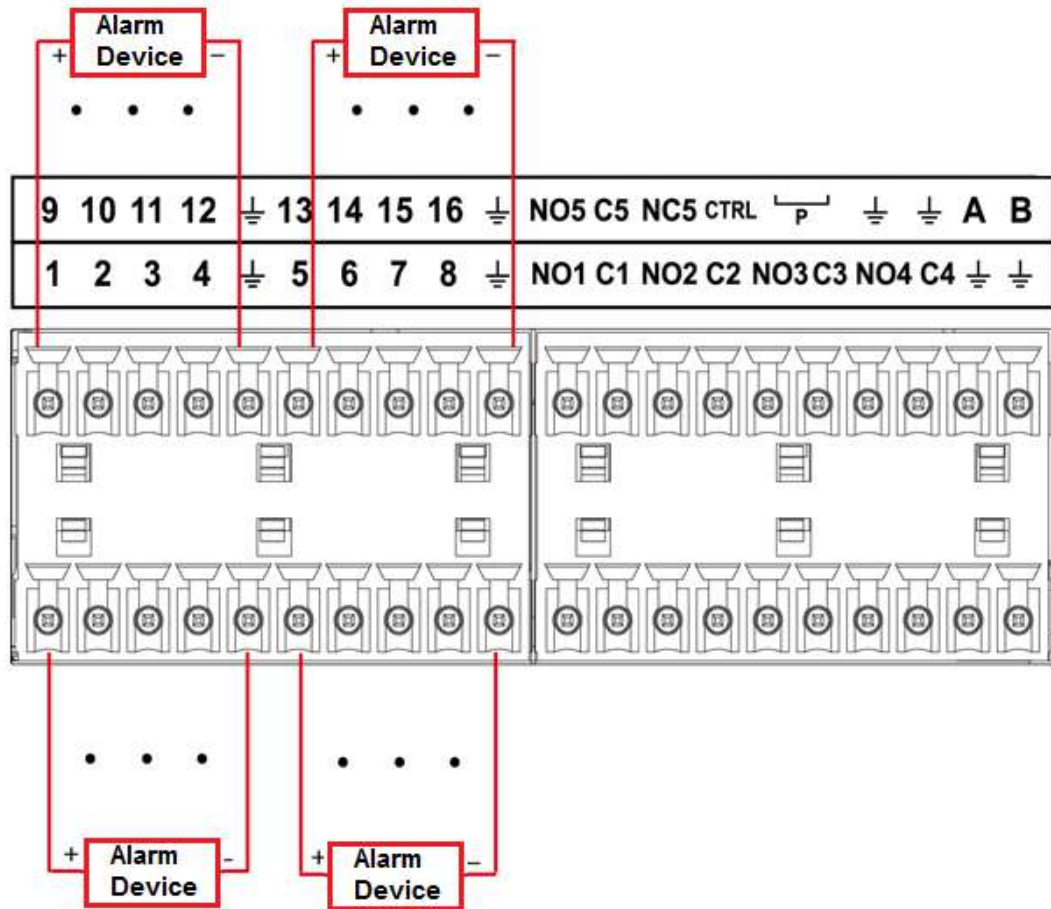 Alarm
Device
+ −
Alarm
Device
+ −
9 10 11 12 ⏚ 13 14 15 16 ⏚ NO5 C5 NC5 CTRL P ⏚ ⏚ A B
1 2 3 4 ⏚ 5 6 7 8 ⏚ NO1 C1 NO2 C2 NO3 C3 NO4 C4 ⏚ ⏚
+ -
Alarm
Device
+ −
Alarm
Device